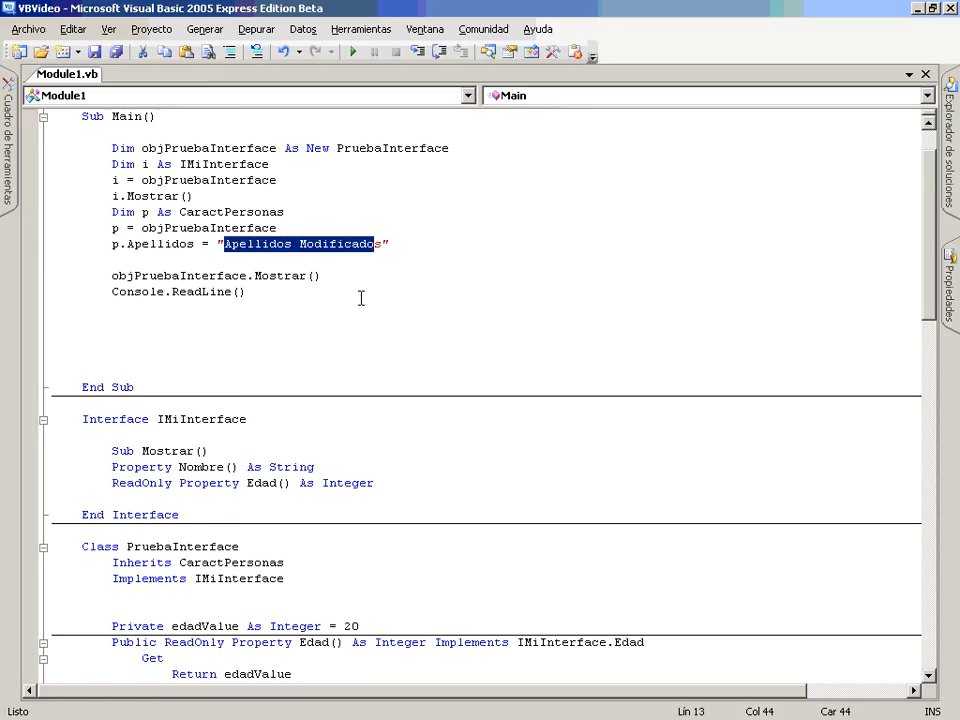 VBVideo - Microsoft Visual Basic 2005 Express Edition Beta
Archivo Editar Ver Proyecto Generar Depurar Datos Herramientas Ventana Comunidad Ayuda
Module1.vb
Module1 Main
Cuadro de herramientas
Sub Main()
Dim objPruebaInterface As New PruebaInterface
Dim i As IMiInterface
i = objPruebaInterface
i.Mostrar()
Dim p As CaractPersonas
p = objPruebaInterface
p.Apellidos = "Apellidos Modificados"
objPruebaInterface.Mostrar()
Console.ReadLine()
End Sub
Interface IMiInterface
Sub Mostrar()
Property Nombre() As String
ReadOnly Property Edad() As Integer
End Interface
Class PruebaInterface
Inherits CaractPersonas
Implements IMiInterface
Private edadValue As Integer = 20
Public ReadOnly Property Edad() As Integer Implements IMiInterface.Edad
Get
Return edadValue
Explorador de soluciones
Propiedades
Listo Lín 13 Col 44 Car 44 INS